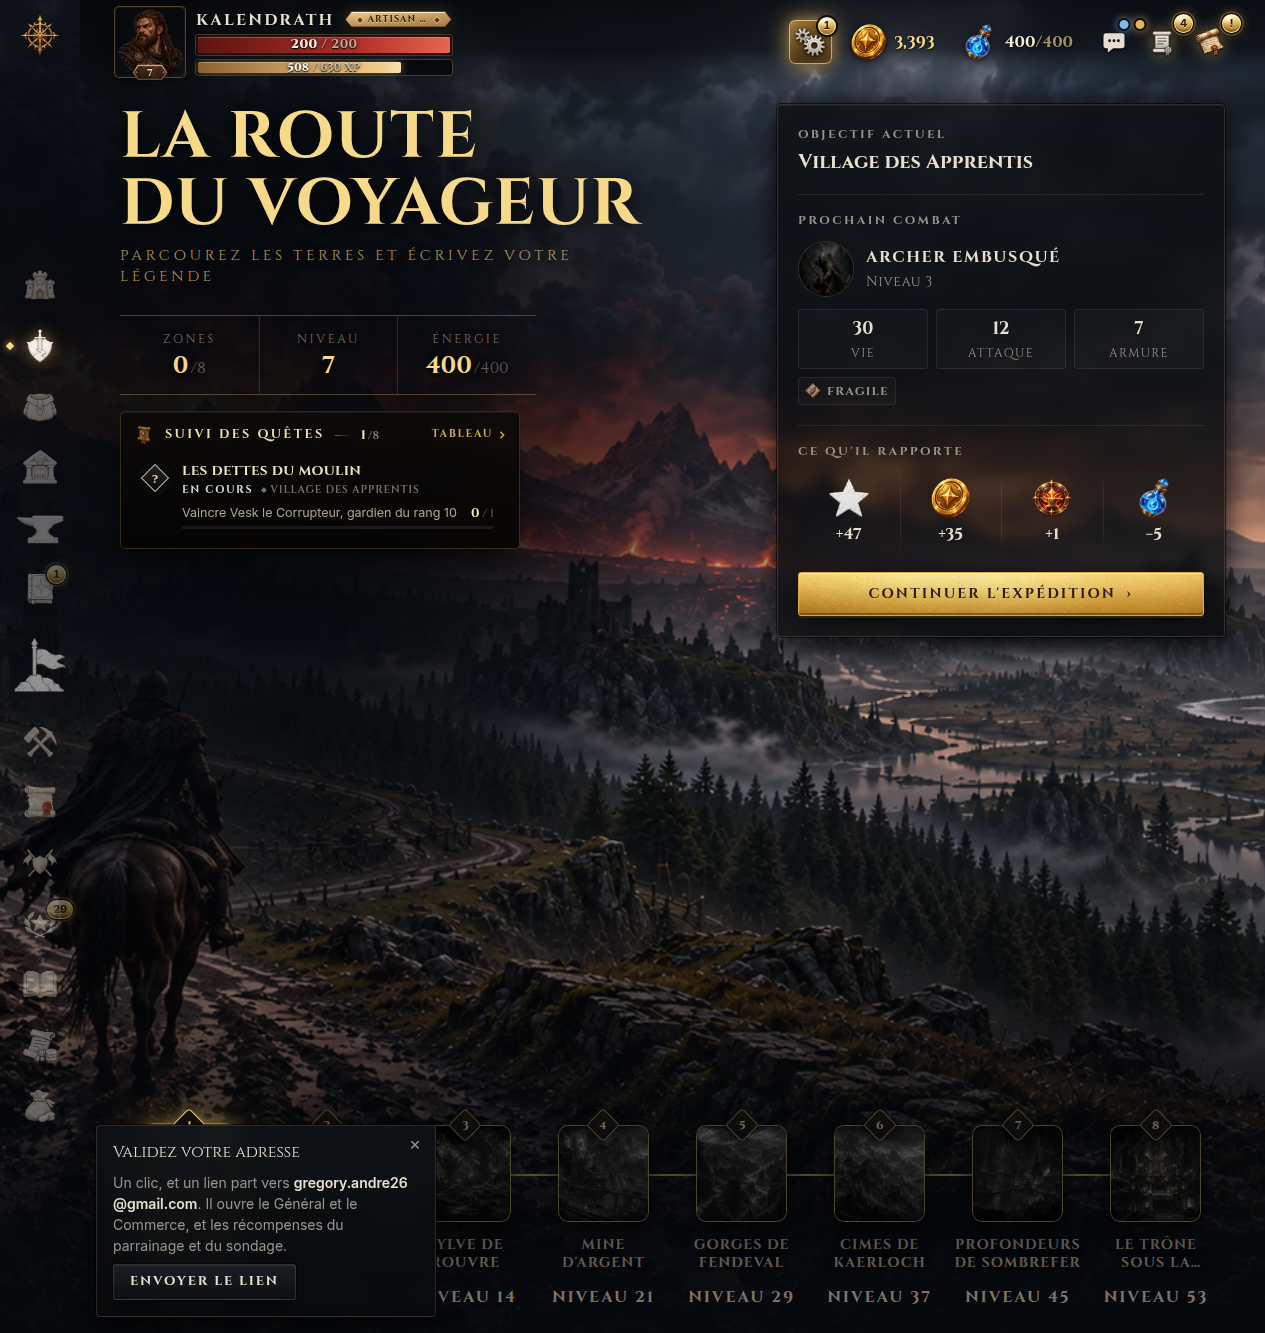 KALENDRATH
ARTISAN ...
200 / 200
508 / 630 XP
7
1
3,393
400/400
4
!
LA ROUTE
DU VOYAGEUR
PARCOUREZ LES TERRES ET ÉCRIVEZ VOTRE
LÉGENDE
ZONES
0/8
NIVEAU
7
ÉNERGIE
400/400
SUIVI DES QUÊTES — 1/8
TABLEAU ›
?
LES DETTES DU MOULIN
EN COURS ◆ VILLAGE DES APPRENTIS
Vaincre Vesk le Corrupteur, gardien du rang 10 0 / 1
OBJECTIF ACTUEL
VILLAGE DES APPRENTIS
PROCHAIN COMBAT
ARCHER EMBUSQUÉ
NIVEAU 3
30
VIE
12
ATTAQUE
7
ARMURE
FRAGILE
CE QU'IL RAPPORTE
+47
+35
+1
−5
CONTINUER L'EXPÉDITION ›
1
29
VALIDEZ VOTRE ADRESSE
×
Un clic, et un lien part vers gregory.andre26
@gmail.com. Il ouvre le Général et le
Commerce, et les récompenses du
parrainage et du sondage.
ENVOYER LE LIEN
2
3
YLVE DE
ROUVRE
VEAU 14
4
MINE
D'ARGENT
NIVEAU 21
5
GORGES DE
FENDEVAL
NIVEAU 29
6
CIMES DE
KAERLOCH
NIVEAU 37
7
PROFONDEURS
DE SOMBREFER
NIVEAU 45
8
LE TRÔNE
SOUS LA...
NIVEAU 53